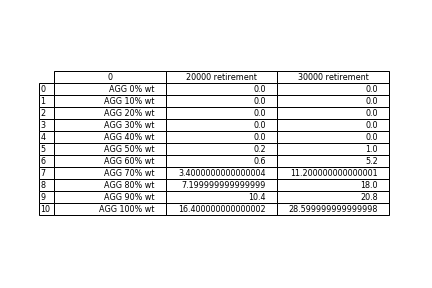 0 20000 retirement 30000 retirement
0 AGG 0% wt 0.0 0.0
1 AGG 10% wt 0.0 0.0
2 AGG 20% wt 0.0 0.0
3 AGG 30% wt 0.0 0.0
4 AGG 40% wt 0.0 0.0
5 AGG 50% wt 0.2 1.0
6 AGG 60% wt 0.6 5.2
7 AGG 70% wt 3.4000000000000004 11.200000000000001
8 AGG 80% wt 7.199999999999999 18.0
9 AGG 90% wt 10.4 20.8
10 AGG 100% wt 16.400000000000002 28.599999999999998